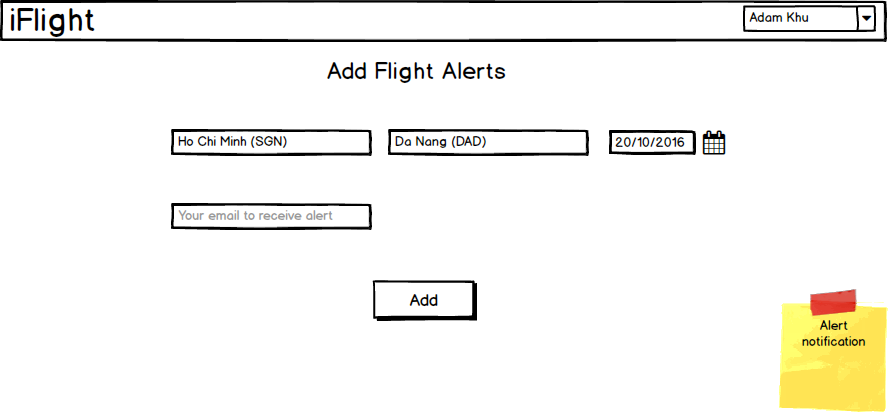 iFlight
Adam Khu
Add Flight Alerts
Ho Chi Minh (SGN)
Da Nang (DAD)
20/10/2016
Your email to receive alert
Add
Alert
notification